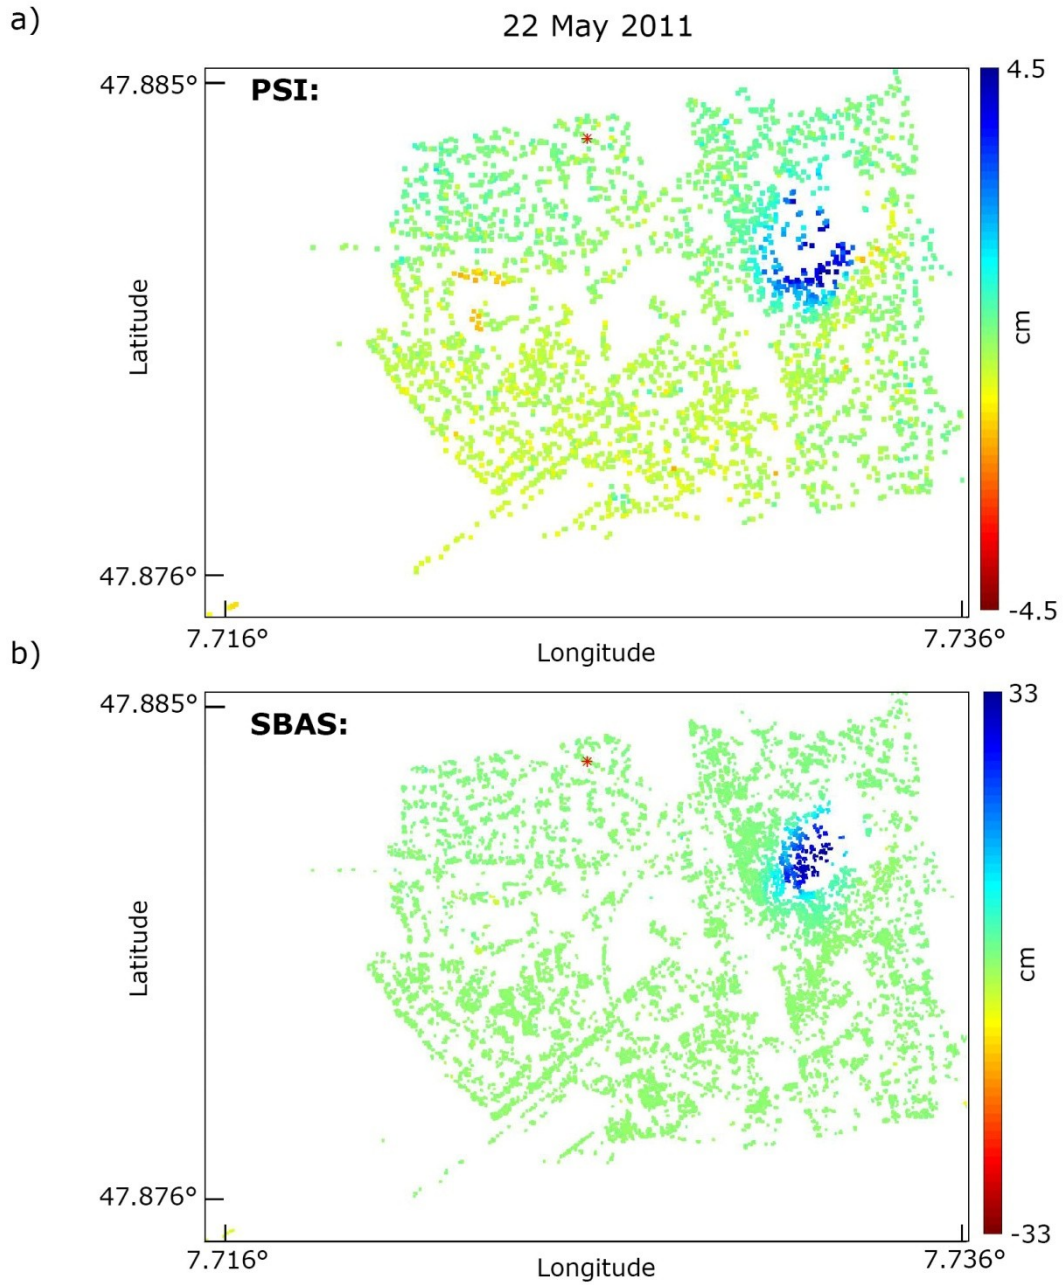 a)
22 May 2011
47.885°
PSI:
4.5
Latitude
cm
47.876°
-4.5
7.716°
7.736°
Longitude
b)
47.885°
SBAS:
33
Latitude
cm
47.876°
-33
7.716°
7.736°
Longitude